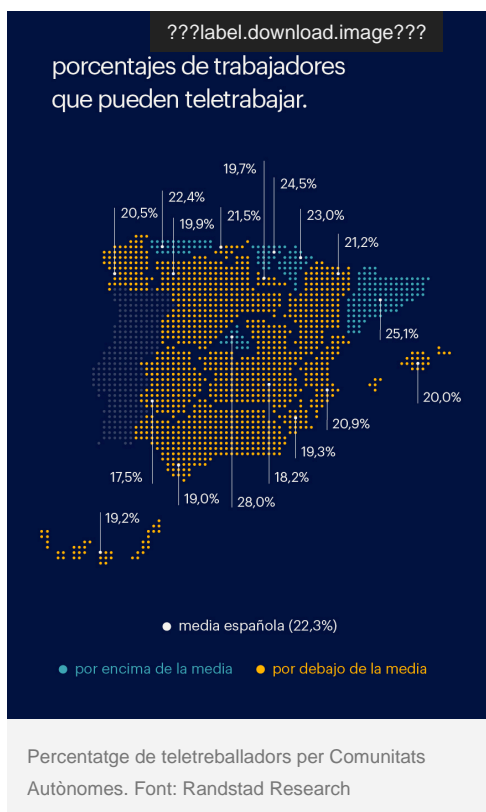 ???label.download.image???
porcentajes de trabajadores
que pueden teletrabajar.
19,7%
22,4%
24,5%
20,5%
19,9%
21,5%
23,0%
21,2%
25,1%
20,0%
20,9%
19,3%
17,5%
18,2%
19,0%
28,0%
19,2%
media española (22,3%)
por encima de la media
por debajo de la media
Percentatge de teletreballadors per Comunitats
Autònomes. Font: Randstad Research